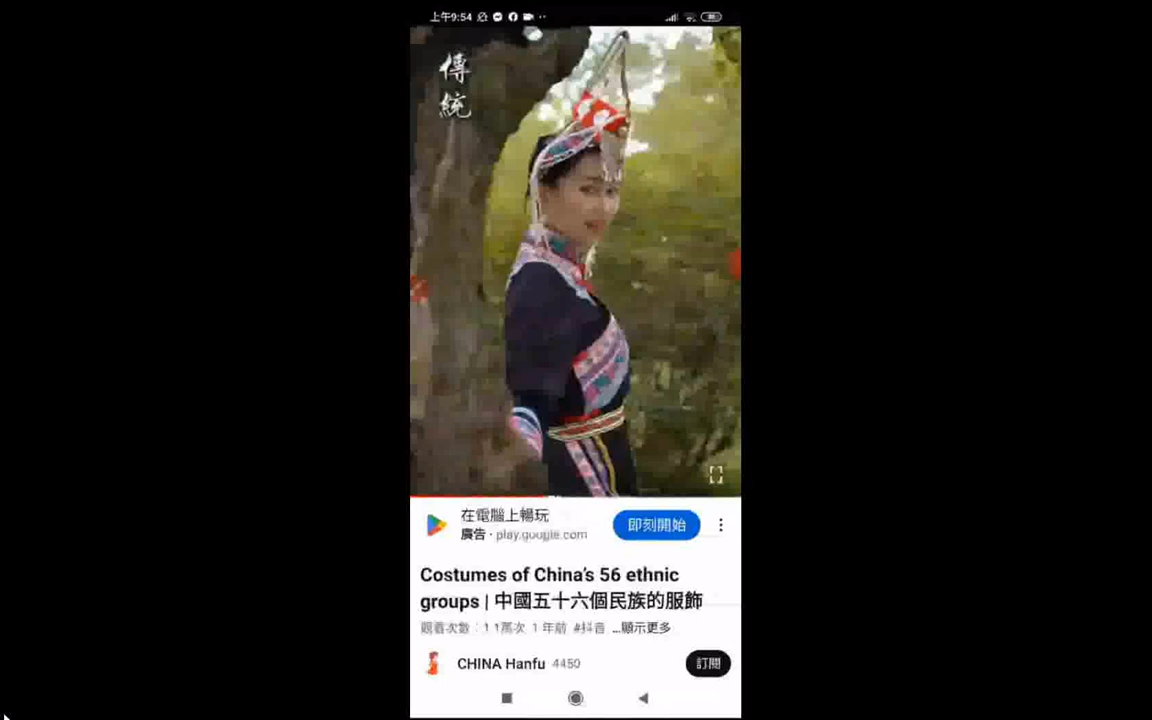 上午9:54
傳
統
在電腦上暢玩
廣告 · play.google.com
即刻開始
Costumes of China's 56 ethnic
groups | 中國五十六個民族的服飾
觀看次數：1.1萬次 1 年前 #抖音 ...顯示更多
CHINA Hanfu 4450
訂閱